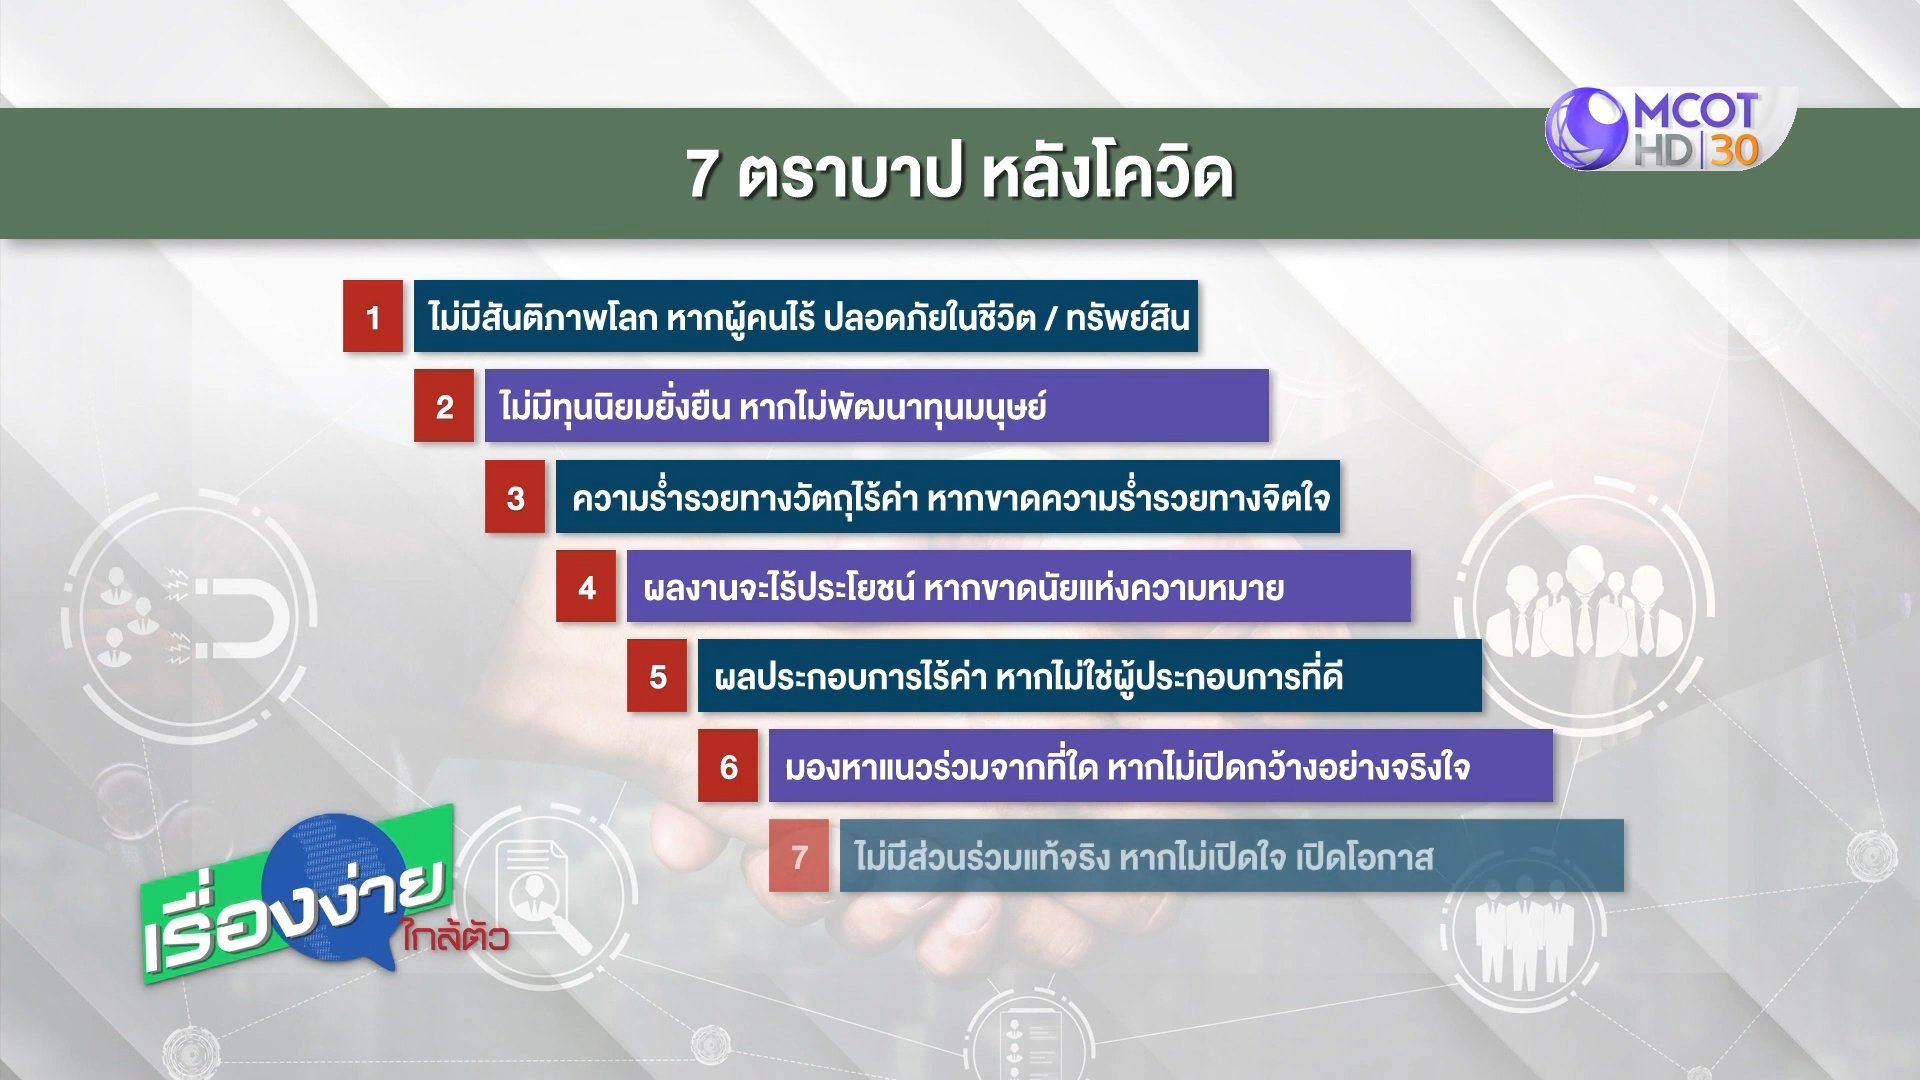 MCOT
HD 30
7 ตราบาป หลังโควิด
1 ไม่มีสันติภาพโลก หากผู้คนไร้ ปลอดภัยในชีวิต / ทรัพย์สิน
2 ไม่มีทุนนิยมยั่งยืน หากไม่พัฒนาทุนมนุษย์
3 ความร่ำรวยทางวัตถุไร้ค่า หากขาดความร่ำรวยทางจิตใจ
4 ผลงานจะไร้ประโยชน์ หากขาดนัยแห่งความหมาย
5 ผลประกอบการไร้ค่า หากไม่ใช่ผู้ประกอบการที่ดี
6 มองหาแนวร่วมจากที่ใด หากไม่เปิดกว้างอย่างจริงใจ
7 ไม่มีส่วนร่วมแท้จริง หากไม่เปิดใจ เปิดโอกาส
เรื่องง่าย
ใกล้ตัว